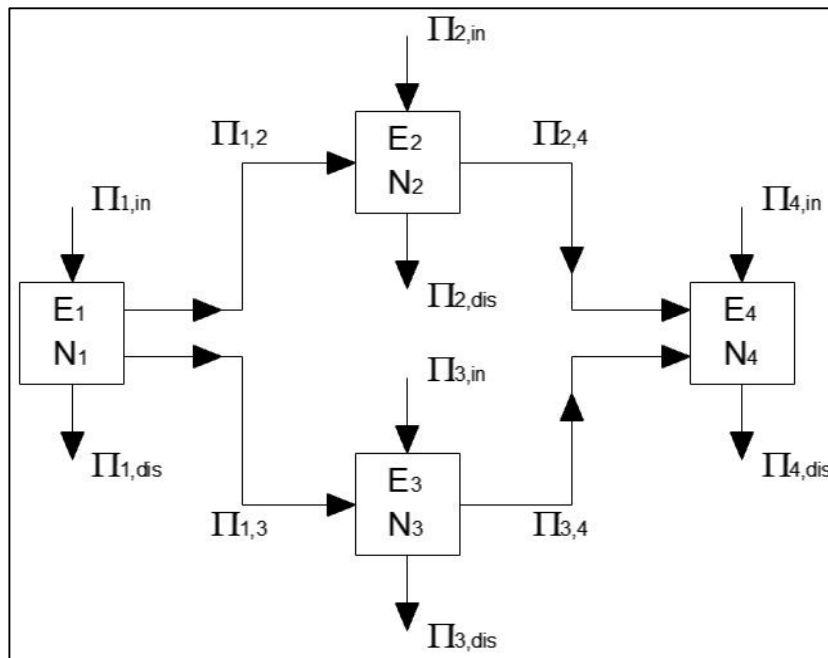 Π2,in
Π1,2
E2
N2
Π2,4
Π1,in
Π4,in
Π2,dis
E1
N1
E4
N4
Π3,in
Π1,dis
Π4,dis
E3
N3
Π1,3
Π3,4
Π3,dis